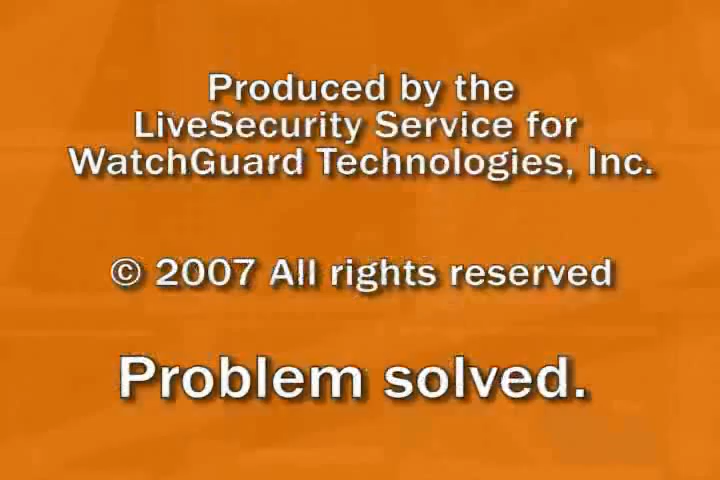 Produced by the
LiveSecurity Service for
WatchGuard Technologies, Inc.
© 2007 All rights reserved
Problem solved.